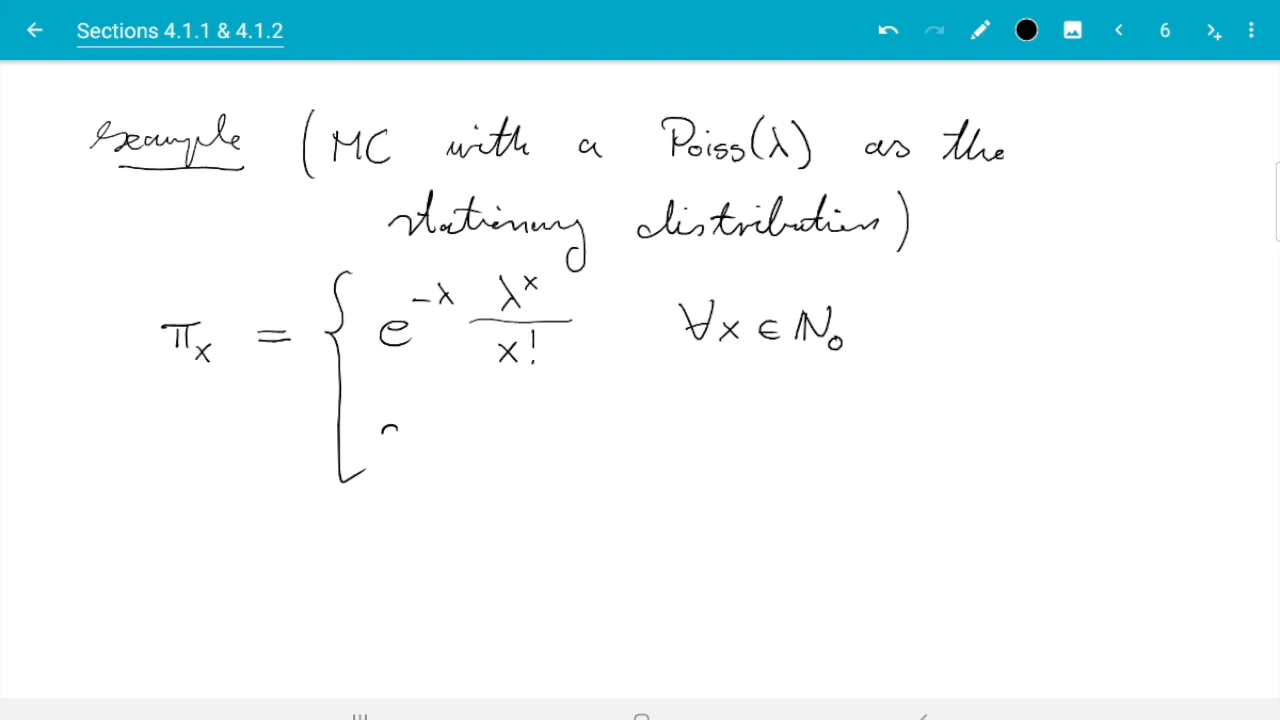 Sections 4.1.1 & 4.1.2
6
example (MC with a Poiss(λ) as the
stationary distribution)
π_x = { e^{-λ} λ^x / x! ∀x ∈ N_0